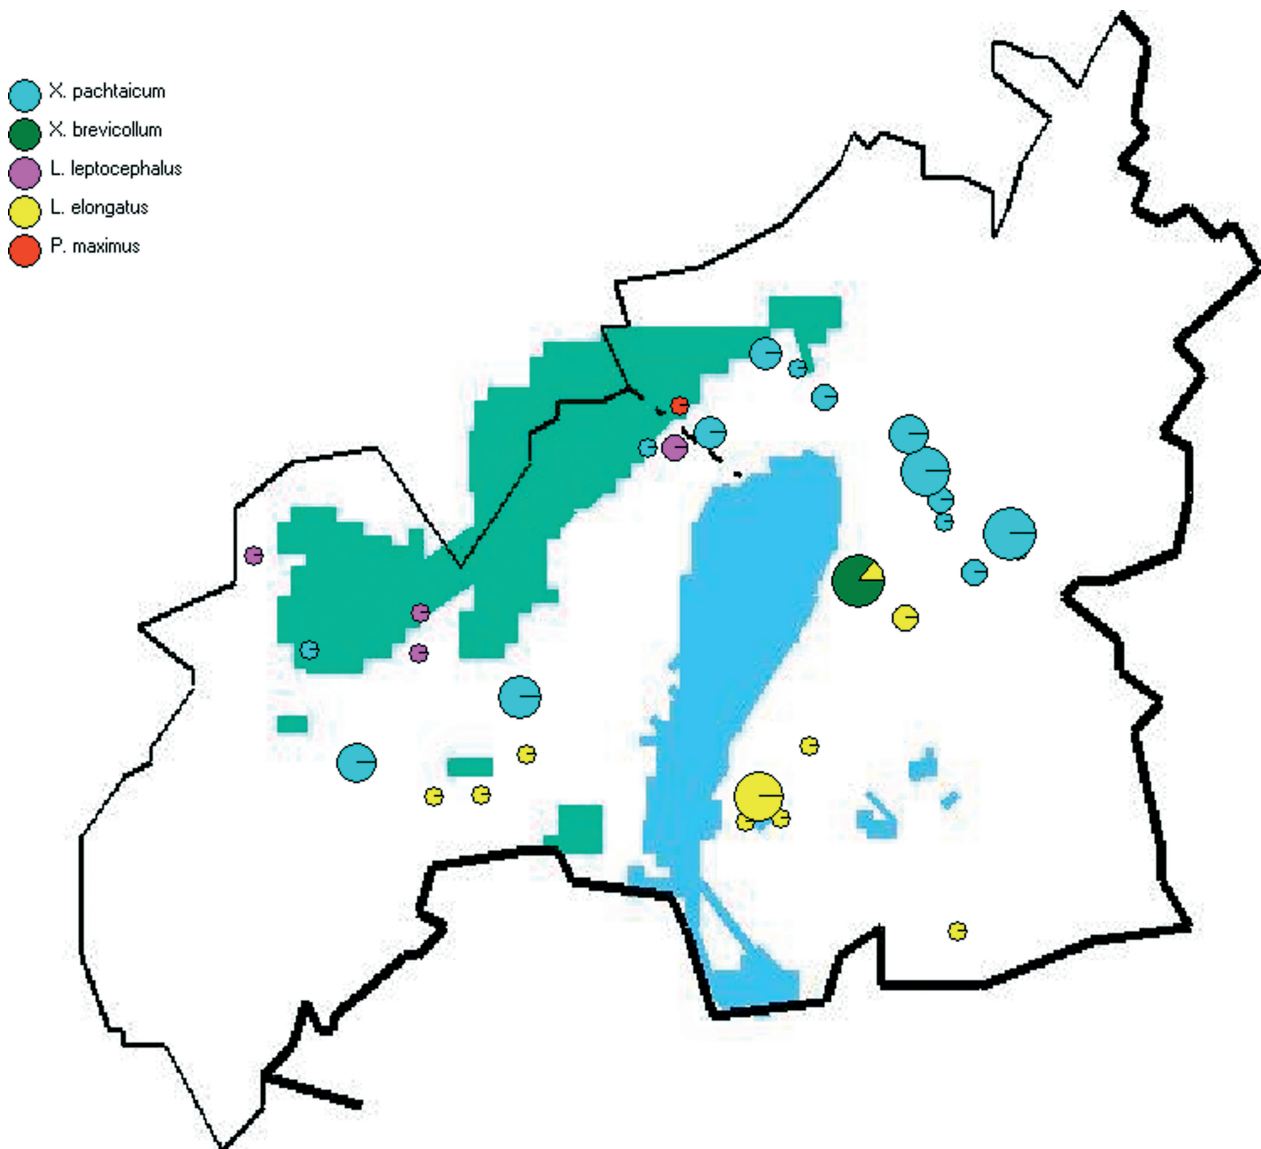 X. pachtaicum
X. brevicollum
L. leptocephalus
L. elongatus
P. maximus